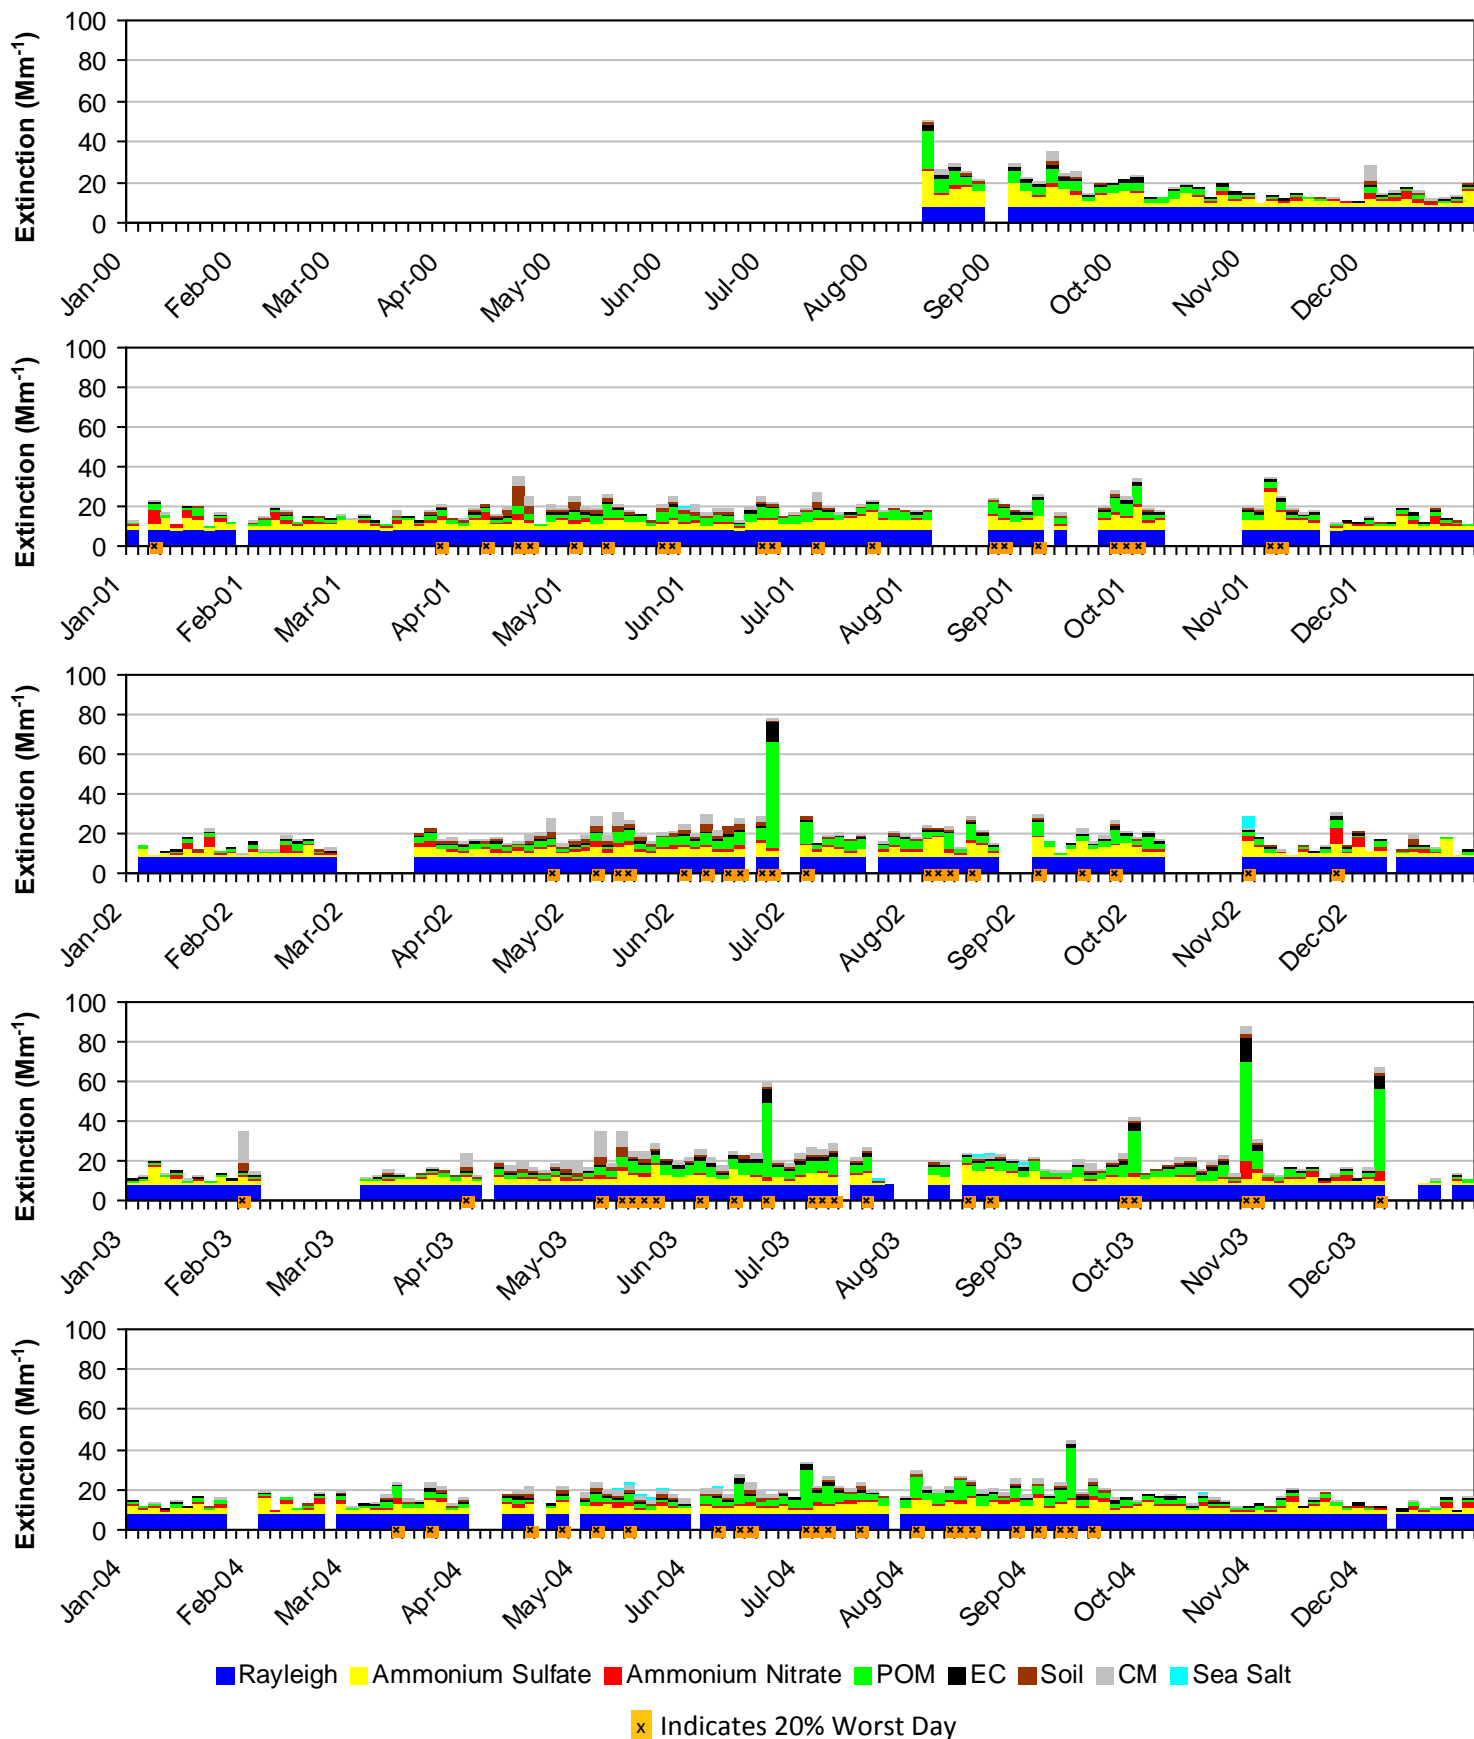 Extinction (Mm-1)
100
80
60
40
20
0
Jan-00 Feb-00 Mar-00 Apr-00 May-00 Jun-00 Jul-00 Aug-00 Sep-00 Oct-00 Nov-00 Dec-00
Extinction (Mm-1)
100
80
60
40
20
0
Jan-01 Feb-01 Mar-01 Apr-01 May-01 Jun-01 Jul-01 Aug-01 Sep-01 Oct-01 Nov-01 Dec-01
Extinction (Mm-1)
100
80
60
40
20
0
Jan-02 Feb-02 Mar-02 Apr-02 May-02 Jun-02 Jul-02 Aug-02 Sep-02 Oct-02 Nov-02 Dec-02
Extinction (Mm-1)
100
80
60
40
20
0
Jan-03 Feb-03 Mar-03 Apr-03 May-03 Jun-03 Jul-03 Aug-03 Sep-03 Oct-03 Nov-03 Dec-03
Extinction (Mm-1)
100
80
60
40
20
0
Jan-04 Feb-04 Mar-04 Apr-04 May-04 Jun-04 Jul-04 Aug-04 Sep-04 Oct-04 Nov-04 Dec-04
Rayleigh Ammonium Sulfate Ammonium Nitrate POM EC Soil CM Sea Salt
x Indicates 20% Worst Day